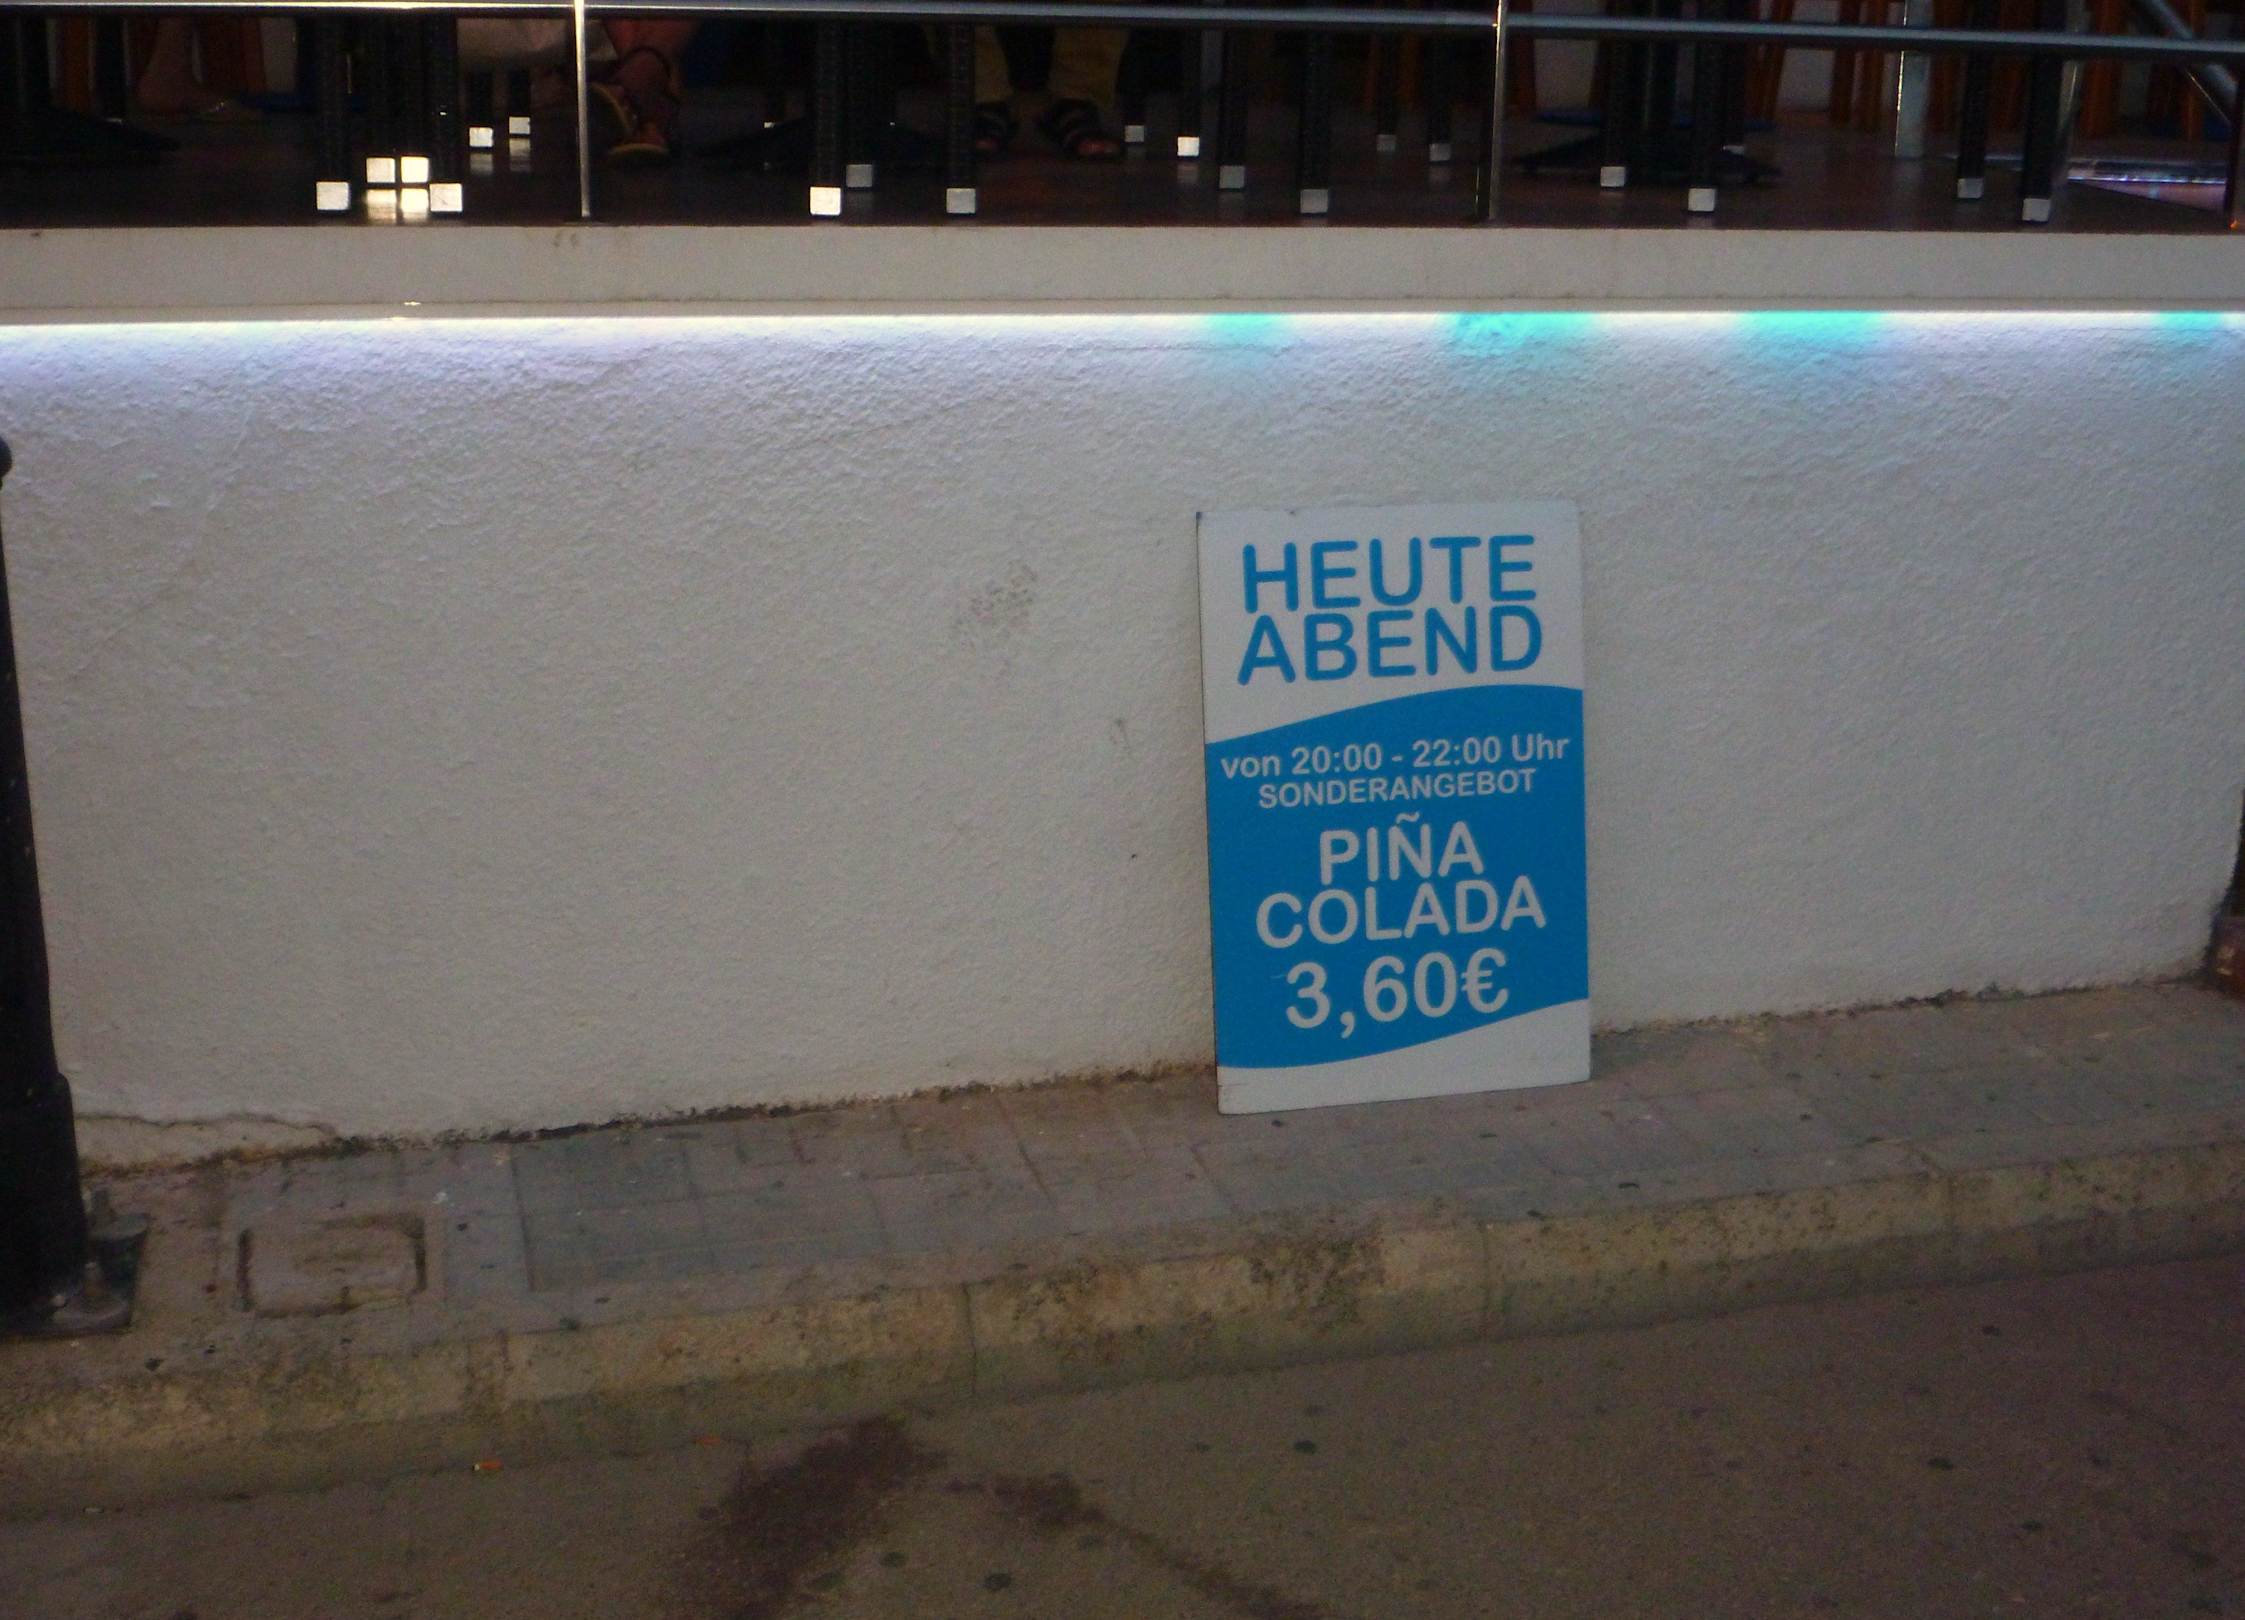 HEUTE
ABEND
von 20:00 - 22:00 Uhr
SONDERANGEBOT
PIÑA
COLADA
3,60€